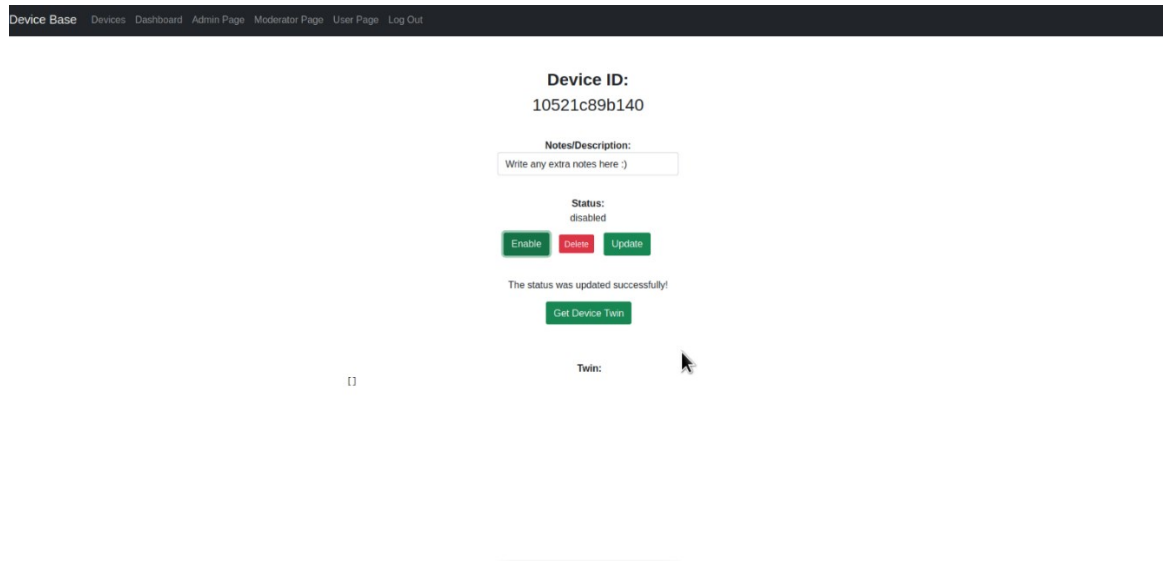 Device Base Devices Dashboard Admin Page Moderator Page User Page Log Out
Device ID:
10521c89b140
Notes/Description:
Write any extra notes here :)
Status:
disabled
Enable Delete Update
The status was updated successfully!
Get Device Twin
Twin:
[]